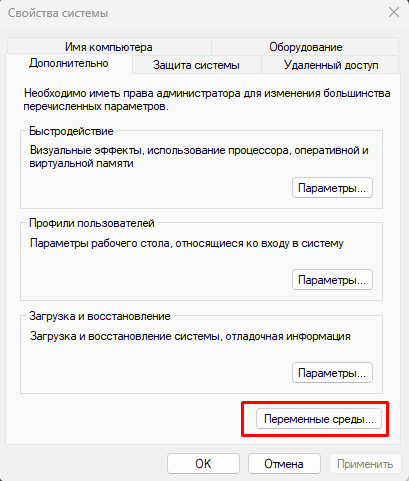 Свойства системы
Имя компьютера
Оборудование
Дополнительно
Защита системы
Удаленный доступ
Необходимо иметь права администратора для изменения большинства
перечисленных параметров.
Быстродействие
Визуальные эффекты, использование процессора, оперативной и
виртуальной памяти
Параметры...
Профили пользователей
Параметры рабочего стола, относящиеся ко входу в систему
Параметры...
Загрузка и восстановление
Загрузка и восстановление системы, отладочная информация
Параметры...
Переменные среды...
OK
Отмена
Применить